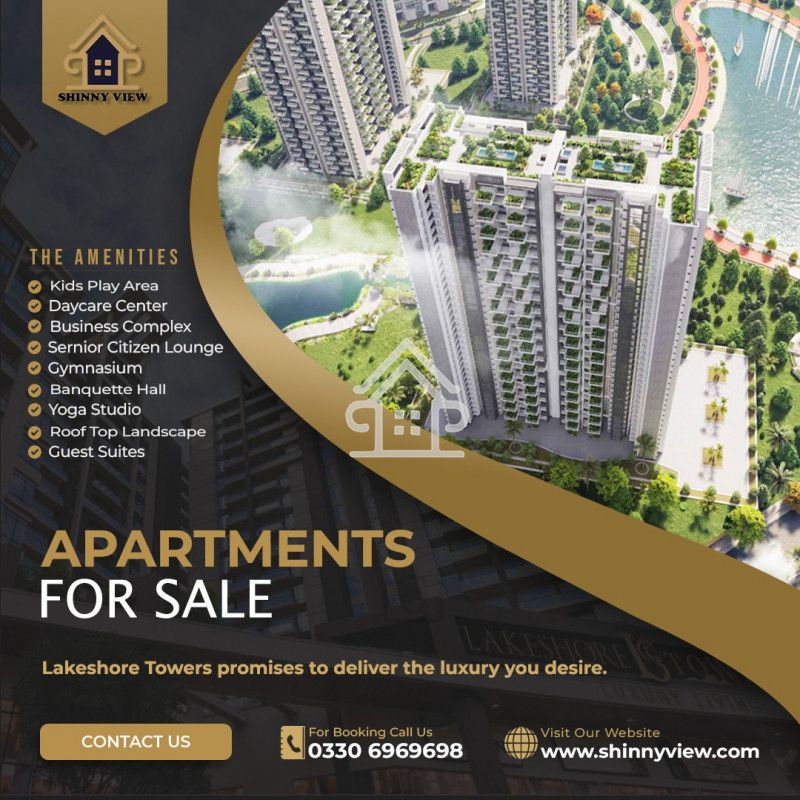 SHINNY VIEW
THE AMENITIES
Kids Play Area
Daycare Center
Business Complex
Sernior Citizen Lounge
Gymnasium
Banquette Hall
Yoga Studio
Roof Top Landscape
Guest Suites
APARTMENTS
FOR SALE
LAKESHORE
Lakeshore Towers promises to deliver the luxury you desire.
CONTACT US
For Booking Call Us
0330 6969698
Visit Our Website
www.shinnyview.com